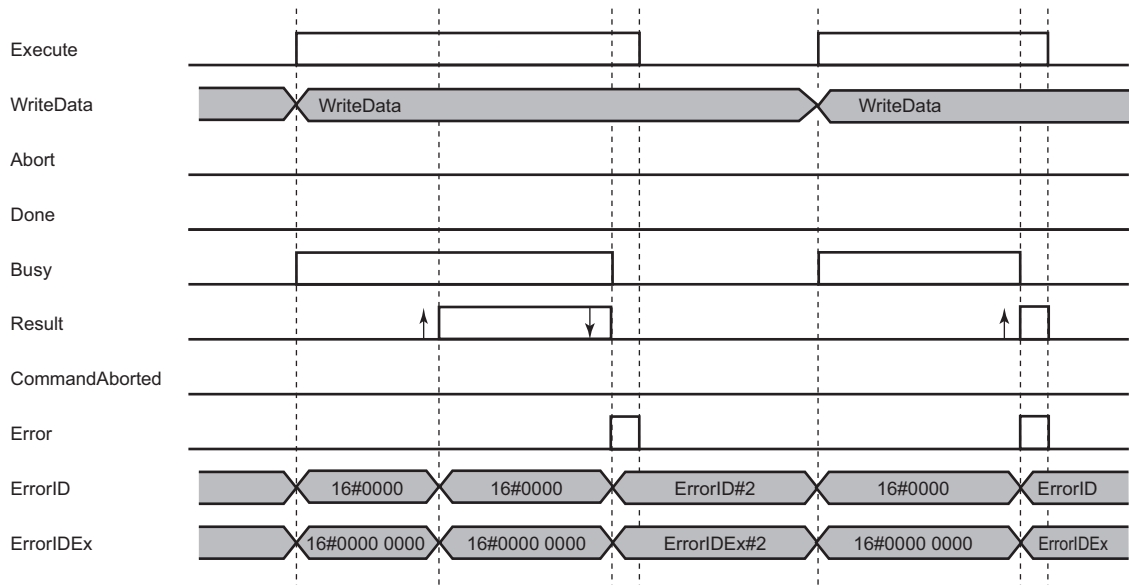 Execute
WriteData WriteData WriteData
Abort
Done
Busy
Result
CommandAborted
Error
ErrorID 16#0000 16#0000 ErrorID#2 16#0000 ErrorID
ErrorIDEx 16#0000 0000 16#0000 0000 ErrorIDEx#2 16#0000 0000 ErrorIDEx